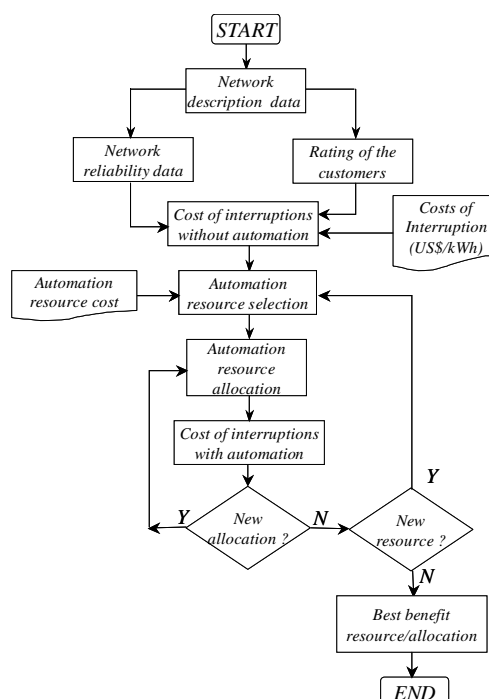 START
Network
description data
Network
reliability data
Rating of the
customers
Cost of interruptions
without automation
Costs of
Interruption
(US$/kWh)
Automation
resource cost
Automation
resource selection
Automation
resource
allocation
Cost of interruptions
with automation
Y
New
allocation ?
N
New
resource ?
Y
N
Best benefit
resource/allocation
END